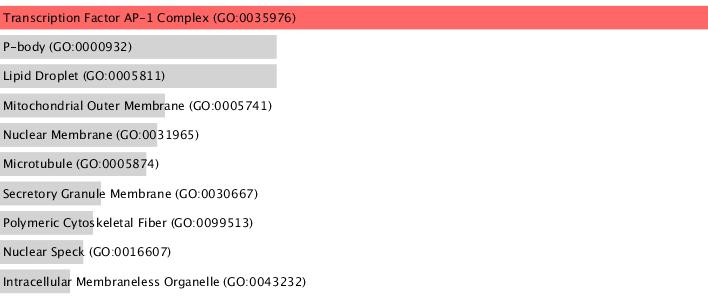 Transcription Factor AP-1 Complex (GO:0035976)
P-body (GO:0000932)
Lipid Droplet (GO:0005811)
Mitochondrial Outer Membrane (GO:0005741)
Nuclear Membrane (GO:0031965)
Microtubule (GO:0005874)
Secretory Granule Membrane (GO:0030667)
Polymeric Cytoskeletal Fiber (GO:0099513)
Nuclear Speck (GO:0016607)
Intracellular Membraneless Organelle (GO:0043232)